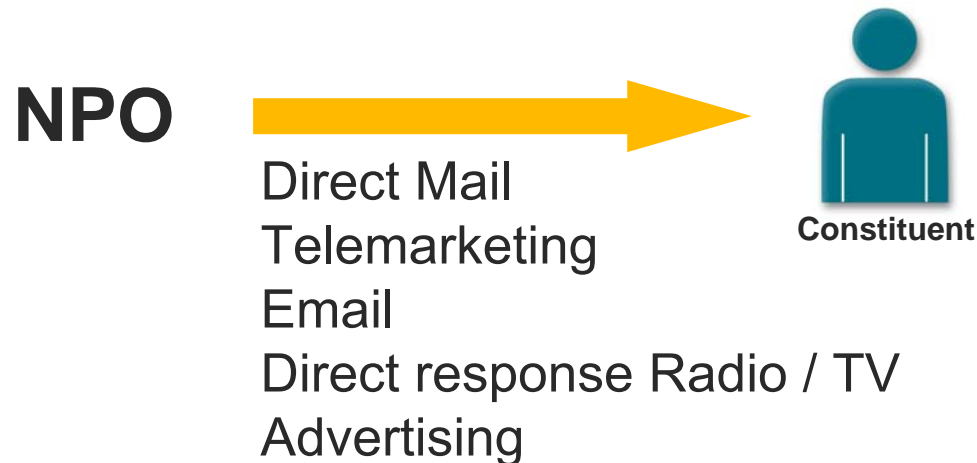 NPO
Direct Mail
Telemarketing
Email
Direct response Radio / TV
Advertising
Constituent